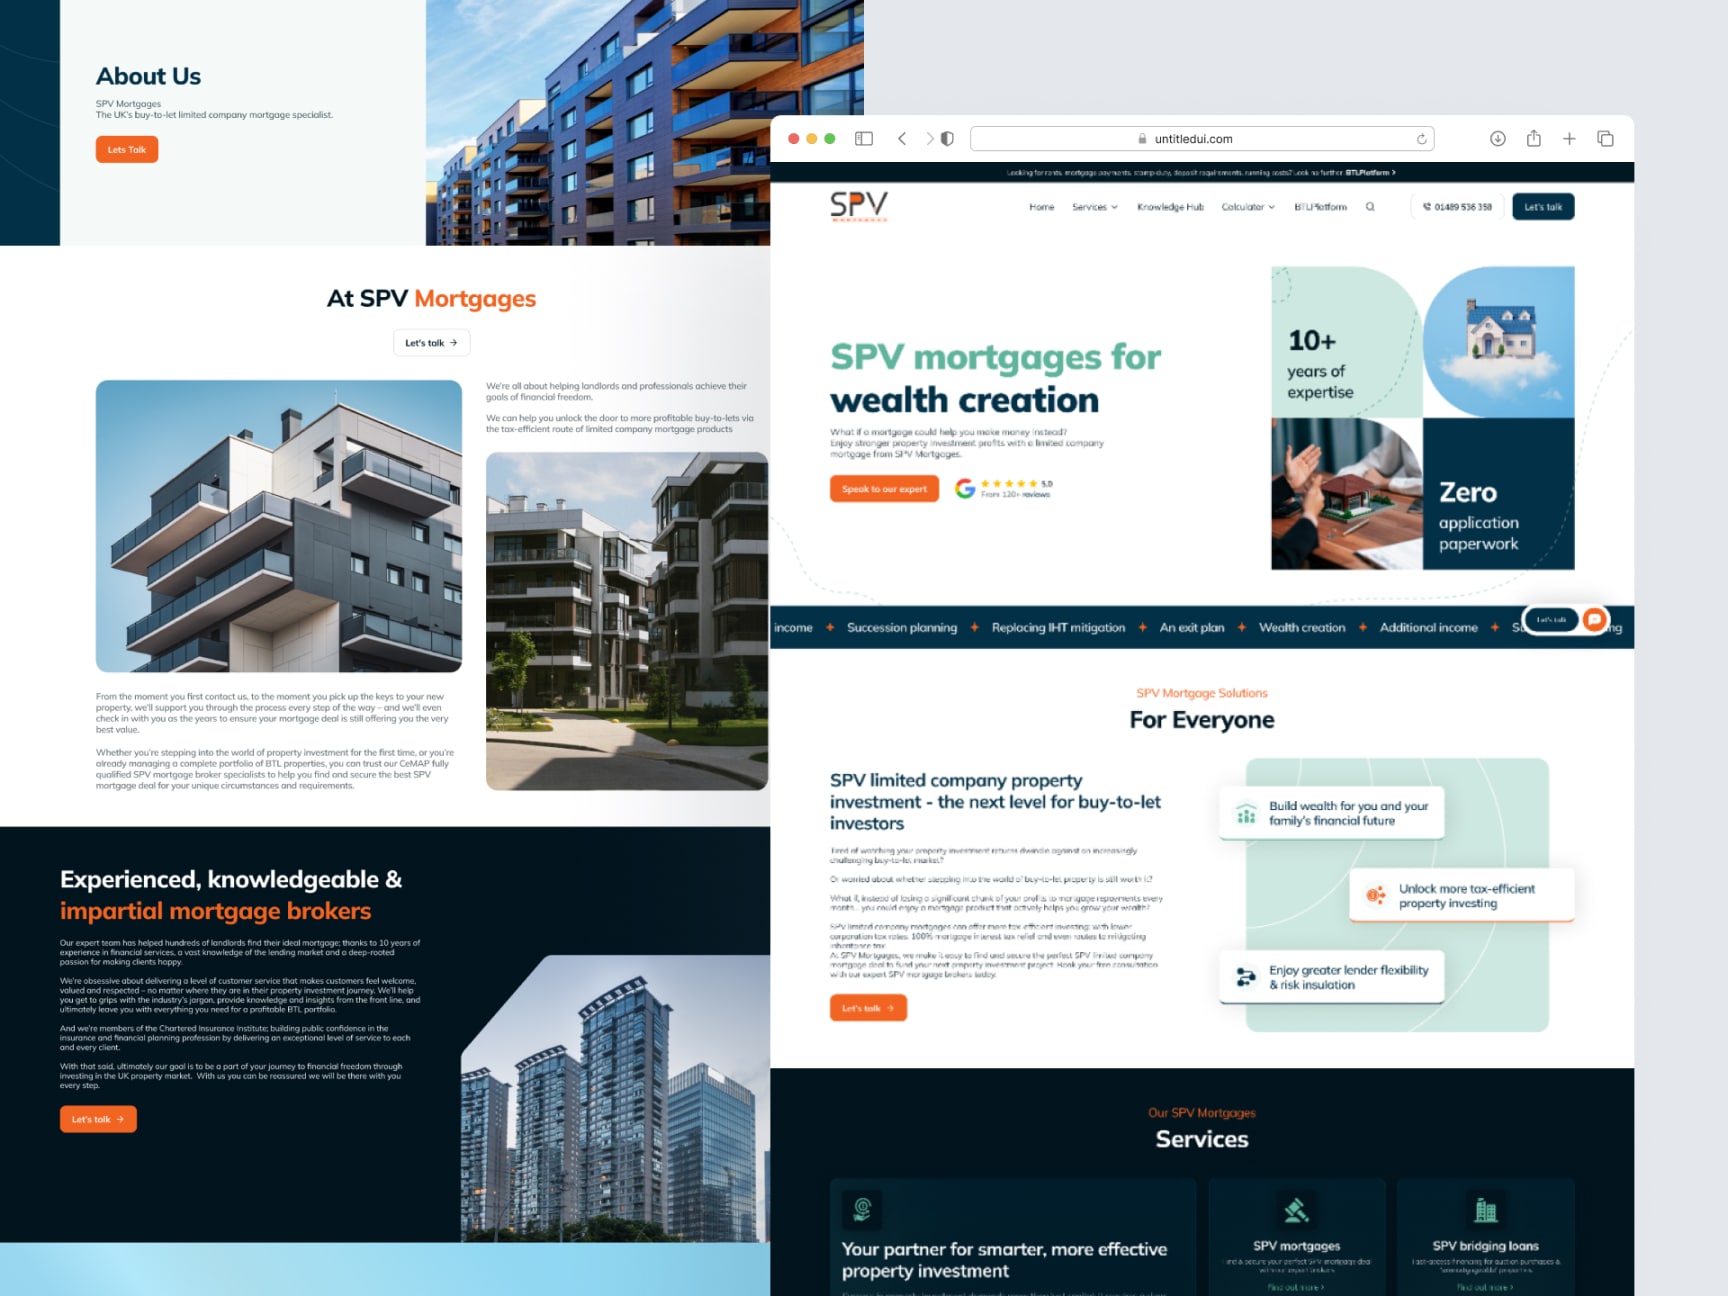 About Us
SPV Mortgages
The UK's buy-to-let limited company mortgage specialist.
Lets Talk
At SPV Mortgages
Let's talk →
We're all about helping landlords and professionals achieve their
goals of financial freedom.
We can help you unlock the door to more profitable buy-to-lets via
the tax-efficient route of limited company mortgage products
From the moment you first contact us, to the moment you pick up the keys to your new
property, we'll support you through the process every step of the way – and we'll even
check in with you as the years to ensure your mortgage deal is still offering you the very
best value.
Whether you're stepping into the world of property investment for the first time, or you're
already managing a complete portfolio of BTL properties, you can trust our CeMAP fully
qualified SPV mortgage broker specialists to help you find and secure the best SPV
mortgage deal for your unique circumstances and requirements.
Experienced, knowledgeable &
impartial mortgage brokers
Our expert team has helped hundreds of landlords find their ideal mortgage; thanks to 10 years of
experience in financial services, a vast knowledge of the lending market and a deep-rooted
passion for making clients happy.
We're obsessive about delivering a level of customer service that makes customers feel welcome,
valued and respected – no matter where they are in their property investment journey. We'll help
you get to grips with the industry's jargon, provide knowledge and insights from the front line, and
ultimately leave you with everything you need for a profitable BTL portfolio.
And we're members of the Chartered Insurance Institute; building public confidence in the
insurance and financial planning profession by delivering an exceptional level of service to each
and every client.
With that said, ultimately our goal is to be a part of your journey to financial freedom through
investing in the UK property market. With us you can be reassured we will be there with you
every step.
Let's talk →
untitledui.com
Looking for rents, mortgage payments, stamp-duty, deposit requirements, running costs? Look no further. BTLPlatform >
SPV
MORTGAGES
Home Services Knowledge Hub Calculator BTLPlatform 01489 536 358 Let's talk
SPV mortgages for
wealth creation
What if a mortgage could help you make money instead?
Enjoy stronger property investment profits with a limited company
mortgage from SPV Mortgages.
Speak to our expert
5.0
From 120+ reviews
10+
years of
expertise
Zero
application
paperwork
income + Succession planning + Replacing IHT mitigation + An exit plan + Wealth creation + Additional income +
Let's talk
SPV Mortgage Solutions
For Everyone
SPV limited company property
investment - the next level for buy-to-let
investors
Tired of watching your property investment returns dwindle against an increasingly
challenging buy-to-let market?
Or worried about whether stepping into the world of buy-to-let property is still worth it?
What if, instead of losing a significant chunk of your profits to mortgage repayments every
month... you could enjoy a mortgage product that actively helps you grow your wealth?
SPV limited company mortgages can offer more tax-efficient investing; with lower
corporation tax rates, 100% mortgage interest tax relief and even routes to mitigating
inheritance tax.
At SPV Mortgages, we make it easy to find and secure the perfect SPV limited company
mortgage deal to fund your next property investment project. Book your free consultation
with our expert SPV mortgage brokers today.
Let's talk →
Build wealth for you and your
family's financial future
Unlock more tax-efficient
property investing
Enjoy greater lender flexibility
& risk insulation
Our SPV Mortgages
Services
Your partner for smarter, more effective
property investment
SPV mortgages
Find & secure your perfect SPV mortgage deal
with our expert brokers
Find out more >
SPV bridging loans
Fast-access financing for auction purchases &
Find out more >